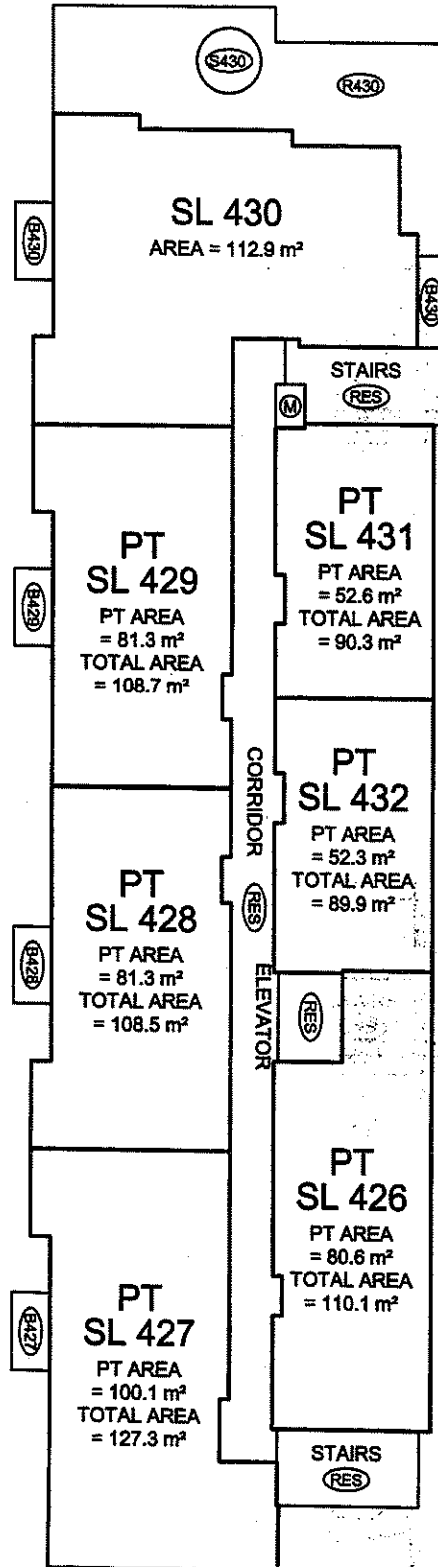 S430
R430
SL 430
AREA = 112.9 m²
B430
B430
STAIRS
RES
M
PT
SL 429
PT AREA
= 81.3 m²
TOTAL AREA
= 108.7 m²
B429
PT
SL 431
PT AREA
= 52.6 m²
TOTAL AREA
= 90.3 m²
CORRIDOR
RES
PT
SL 432
PT AREA
= 52.3 m²
TOTAL AREA
= 89.9 m²
PT
SL 428
PT AREA
= 81.3 m²
TOTAL AREA
= 108.5 m²
B428
ELEVATOR
RES
PT
SL 426
PT AREA
= 80.6 m²
TOTAL AREA
= 110.1 m²
PT
SL 427
PT AREA
= 100.1 m²
TOTAL AREA
= 127.3 m²
B427
STAIRS
RES